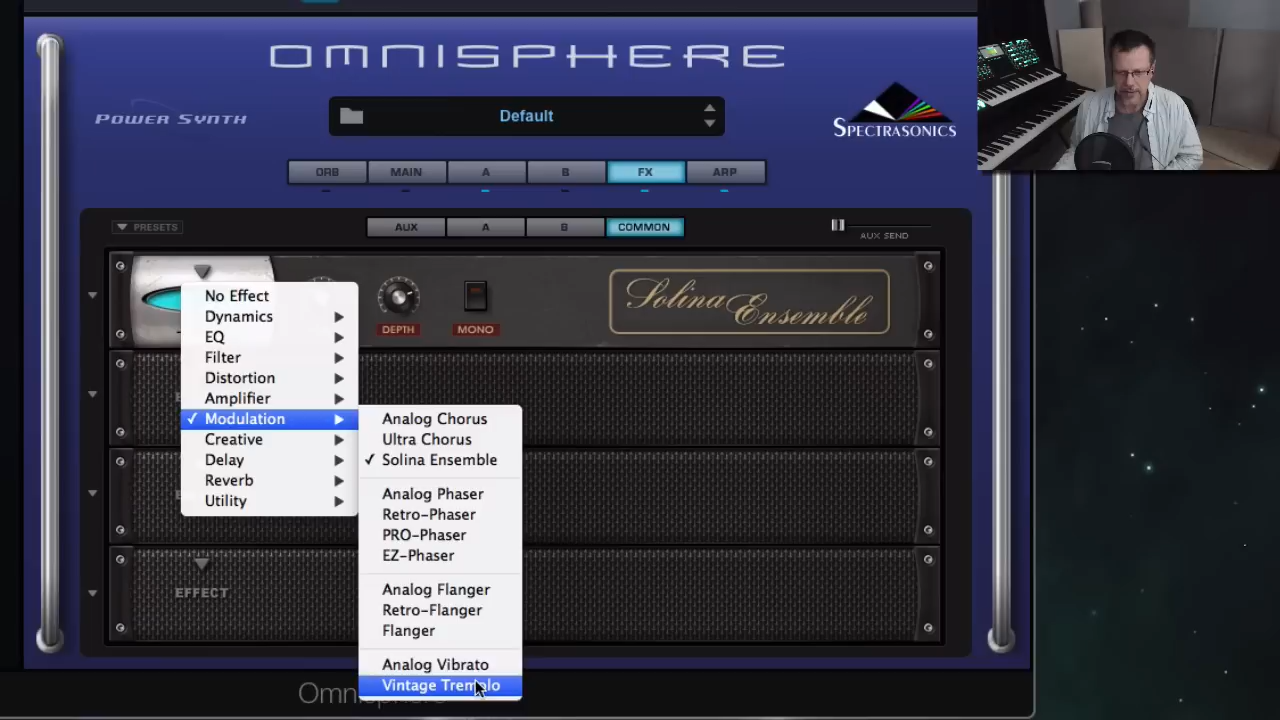 OMNISPHERE
POWER SYNTH
Default
SPECTRASONICS
ORB MAIN A B FX ARP
PRESETS
AUX A B COMMON
AUX SEND
Solina Ensemble
DEPTH
MONO
No Effect
Dynamics
EQ
Filter
Distortion
Amplifier
✓ Modulation
Creative
Delay
Reverb
Utility
Analog Chorus
Ultra Chorus
✓ Solina Ensemble
Analog Phaser
Retro-Phaser
PRO-Phaser
EZ-Phaser
Analog Flanger
Retro-Flanger
Flanger
Analog Vibrato
Vintage Tremolo
EFFECT